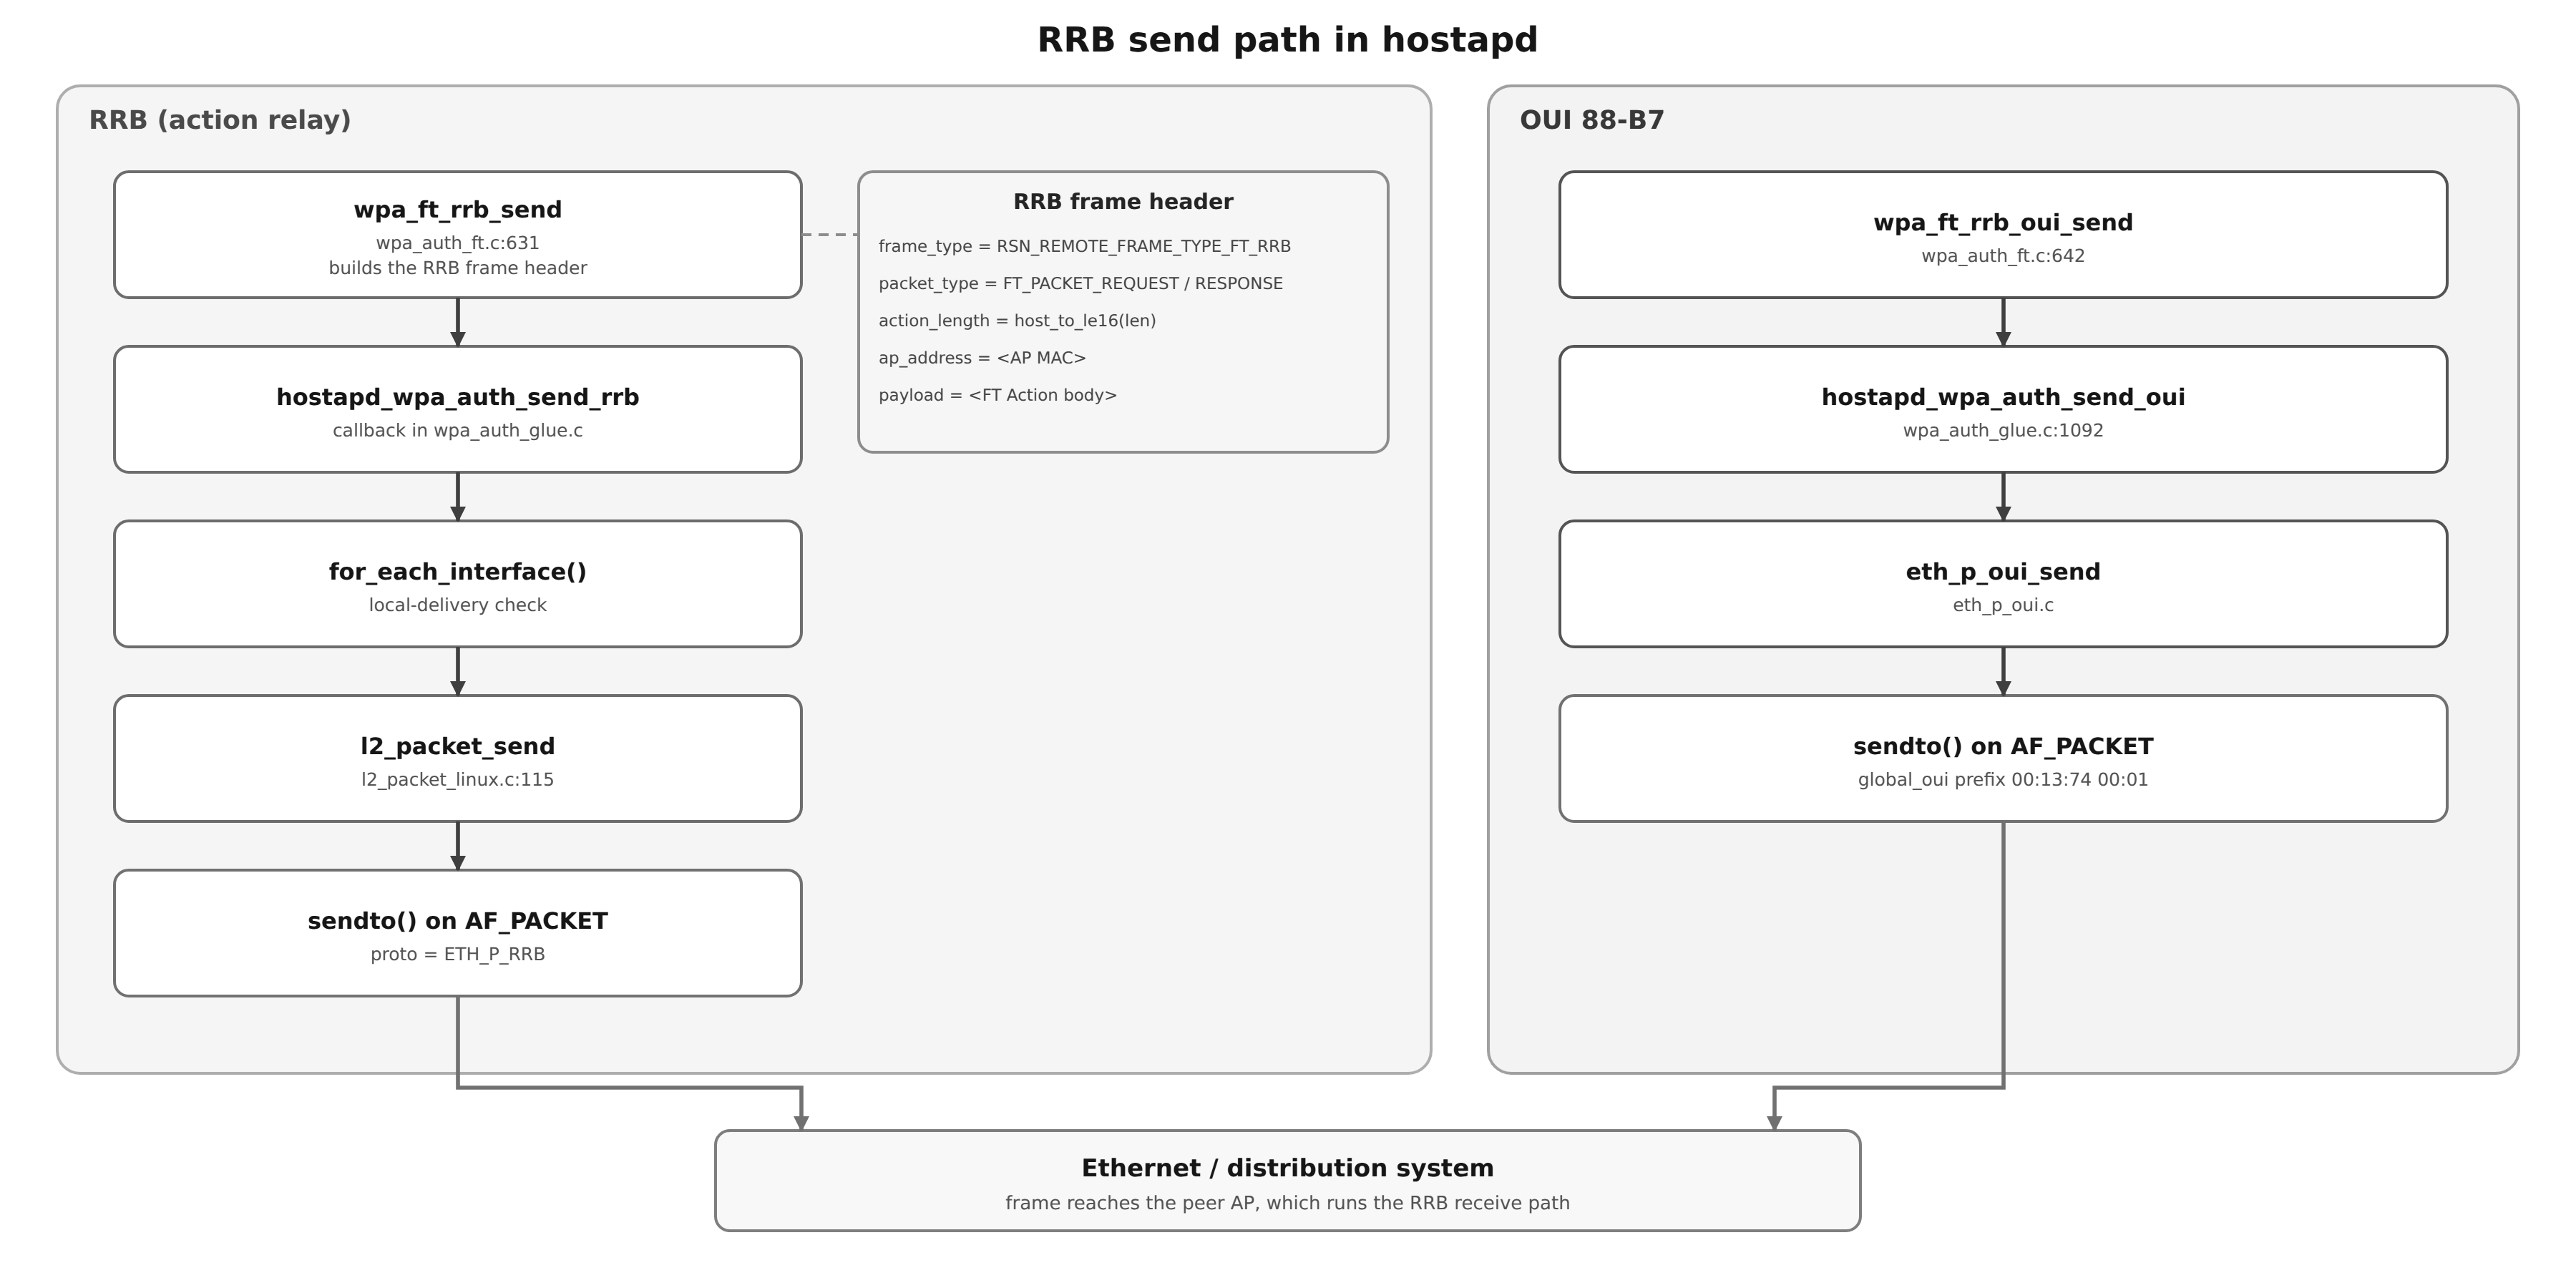 RRB send path in hostapd
RRB (action relay)
wpa_ft_rrb_send
wpa_auth_ft.c:631
builds the RRB frame header
RRB frame header
frame_type = RSN_REMOTE_FRAME_TYPE_FT_RRB
packet_type = FT_PACKET_REQUEST / RESPONSE
action_length = host_to_le16(len)
ap_address = <AP MAC>
payload = <FT Action body>
hostapd_wpa_auth_send_rrb
callback in wpa_auth_glue.c
for_each_interface()
local-delivery check
l2_packet_send
l2_packet_linux.c:115
sendto() on AF_PACKET
proto = ETH_P_RRB
OUI 88-B7
wpa_ft_rrb_oui_send
wpa_auth_ft.c:642
hostapd_wpa_auth_send_oui
wpa_auth_glue.c:1092
eth_p_oui_send
eth_p_oui.c
sendto() on AF_PACKET
global_oui prefix 00:13:74 00:01
Ethernet / distribution system
frame reaches the peer AP, which runs the RRB receive path